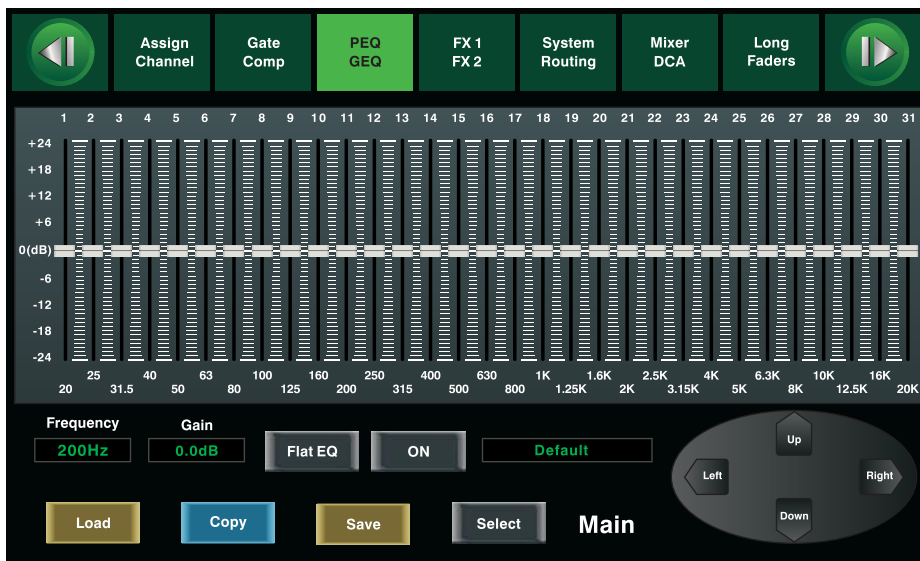 Assign Channel Gate Comp PEQ GEQ FX 1 FX 2 System Routing Mixer DCA Long Faders
1 2 3 4 5 6 7 8 9 10 11 12 13 14 15 16 17 18 19 20 21 22 23 24 25 26 27 28 29 30 31
+24
+18
+12
+6
0(dB)
-6
-12
-18
-24
25 40 63 100 160 250 400 630 1K 1.6K 2.5K 4K 6.3K 10K 16K
20 31.5 50 80 125 200 315 500 800 1.25K 2K 3.15K 5K 8K 12.5K 20K
Frequency Gain
200Hz 0.0dB Flat EQ ON Default
Up
Left Right
Down
Load Copy Save Select Main